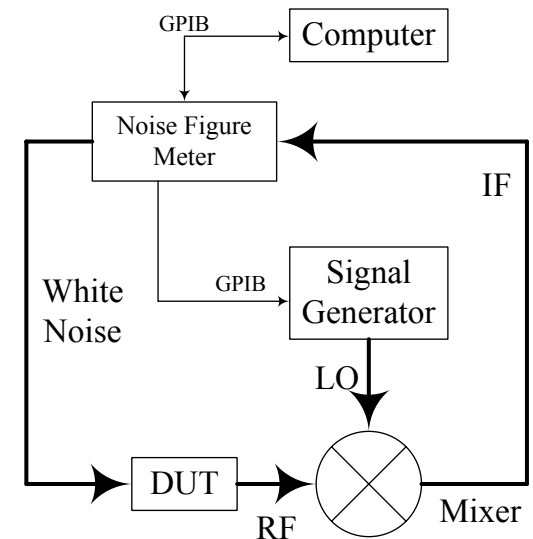 GPIB
Computer
Noise Figure
Meter
IF
White
Noise
GPIB
Signal
Generator
LO
DUT
RF
Mixer